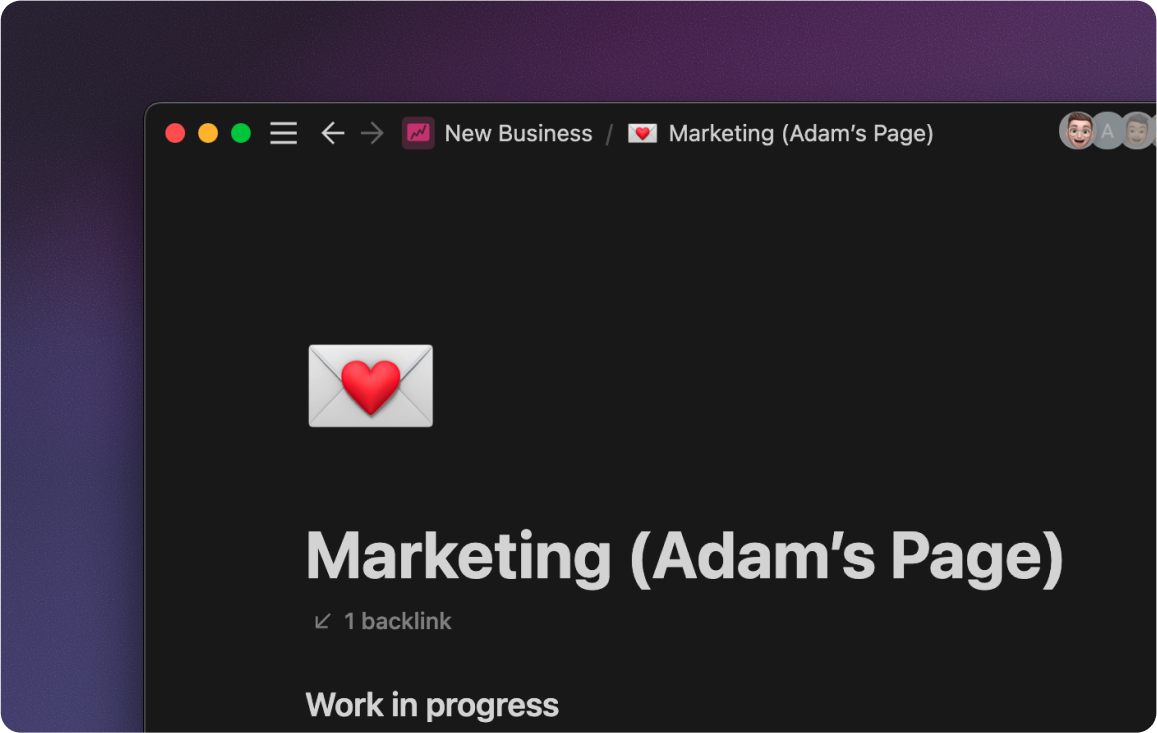 New Business / Marketing (Adam’s Page)
A
Marketing (Adam’s Page)
1 backlink
Work in progress